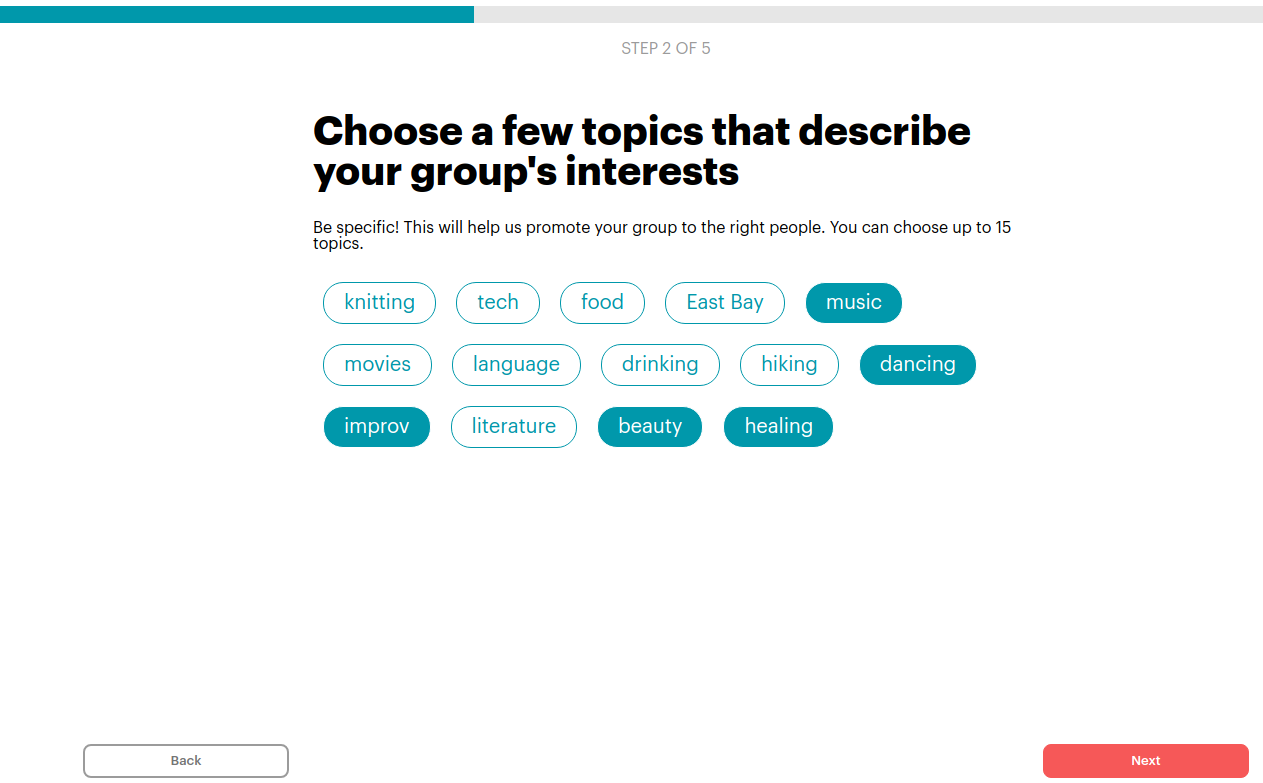 STEP 2 OF 5
Choose a few topics that describe
your group's interests
Be specific! This will help us promote your group to the right people. You can choose up to 15
topics.
knitting tech food East Bay music
movies language drinking hiking dancing
improv literature beauty healing
Back Next